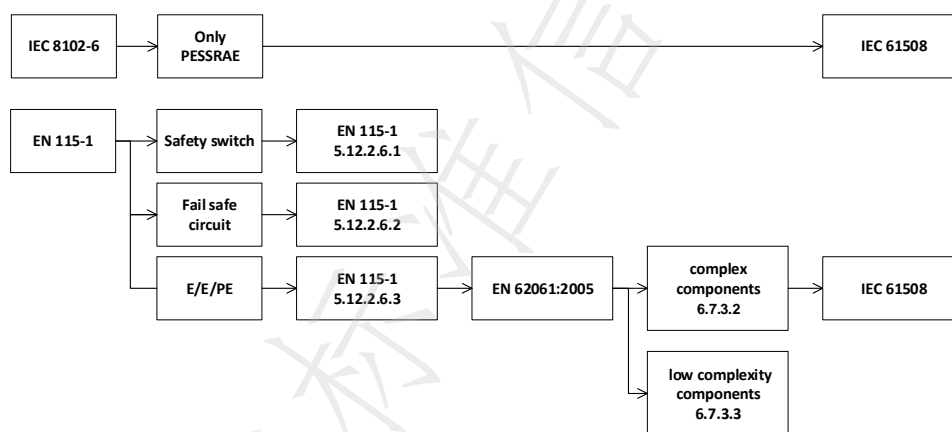 IEC 8102-6
Only
PESSRAE
IEC 61508
EN 115-1
Safety switch
EN 115-1
5.12.2.6.1
Fail safe
circuit
EN 115-1
5.12.2.6.2
E/E/PE
EN 115-1
5.12.2.6.3
EN 62061:2005
complex
components
6.7.3.2
IEC 61508
low complexity
components
6.7.3.3
标准信